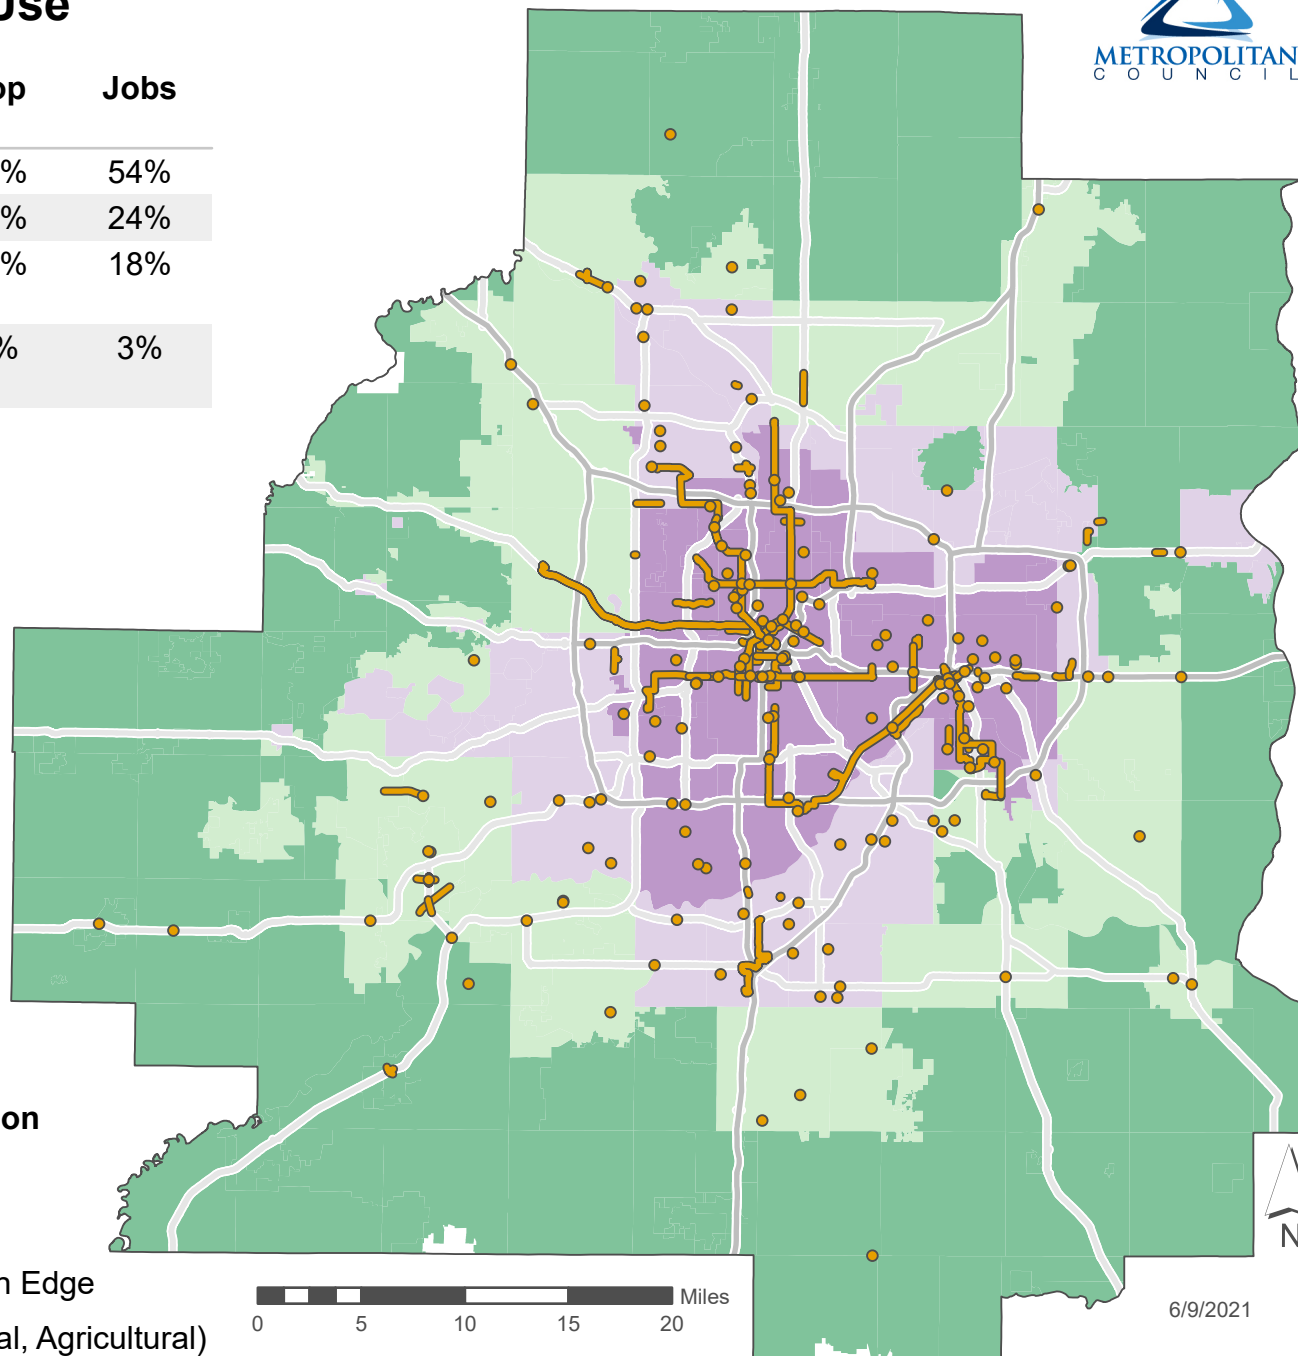 Use
op Jobs
% 54%
% 24%
% 18%
% 3%
METROPOLITAN
COUNCIL
on
n Edge
al, Agricultural)
Miles
0 5 10 15 20
6/9/2021
N